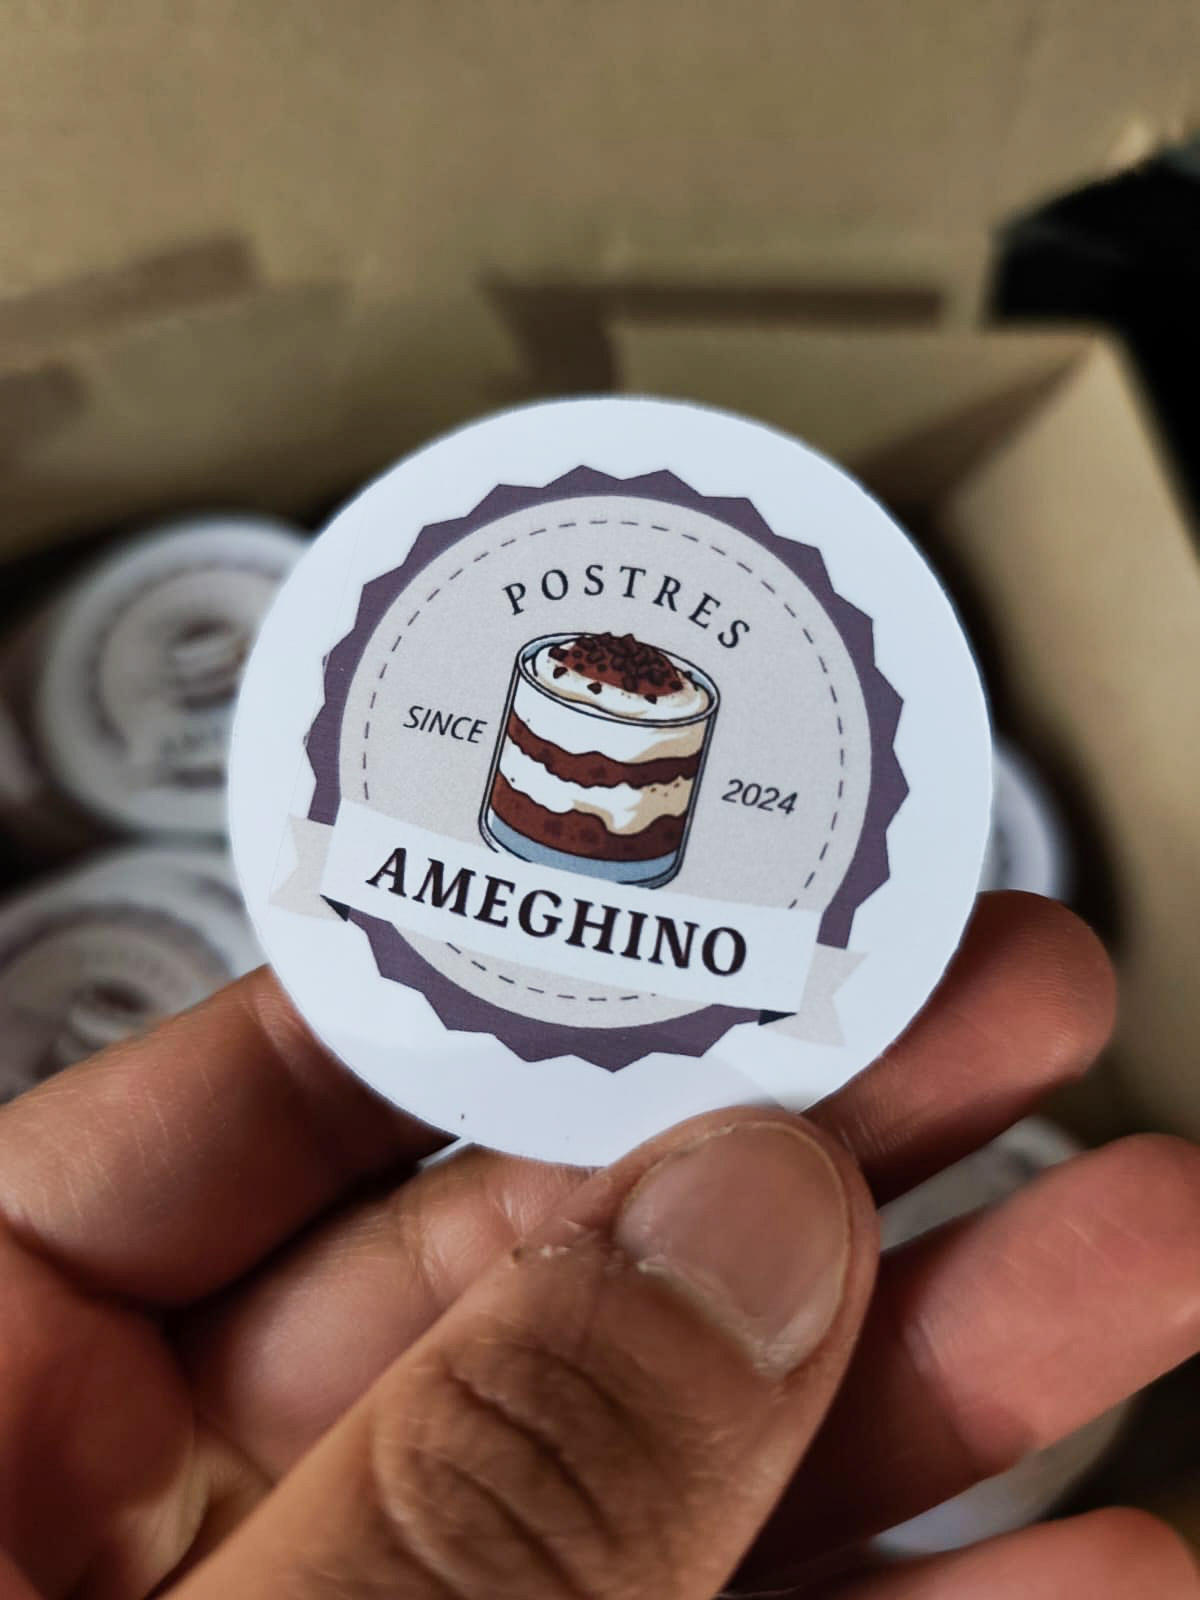 POSTRES
SINCE
2024
AMEGHINO